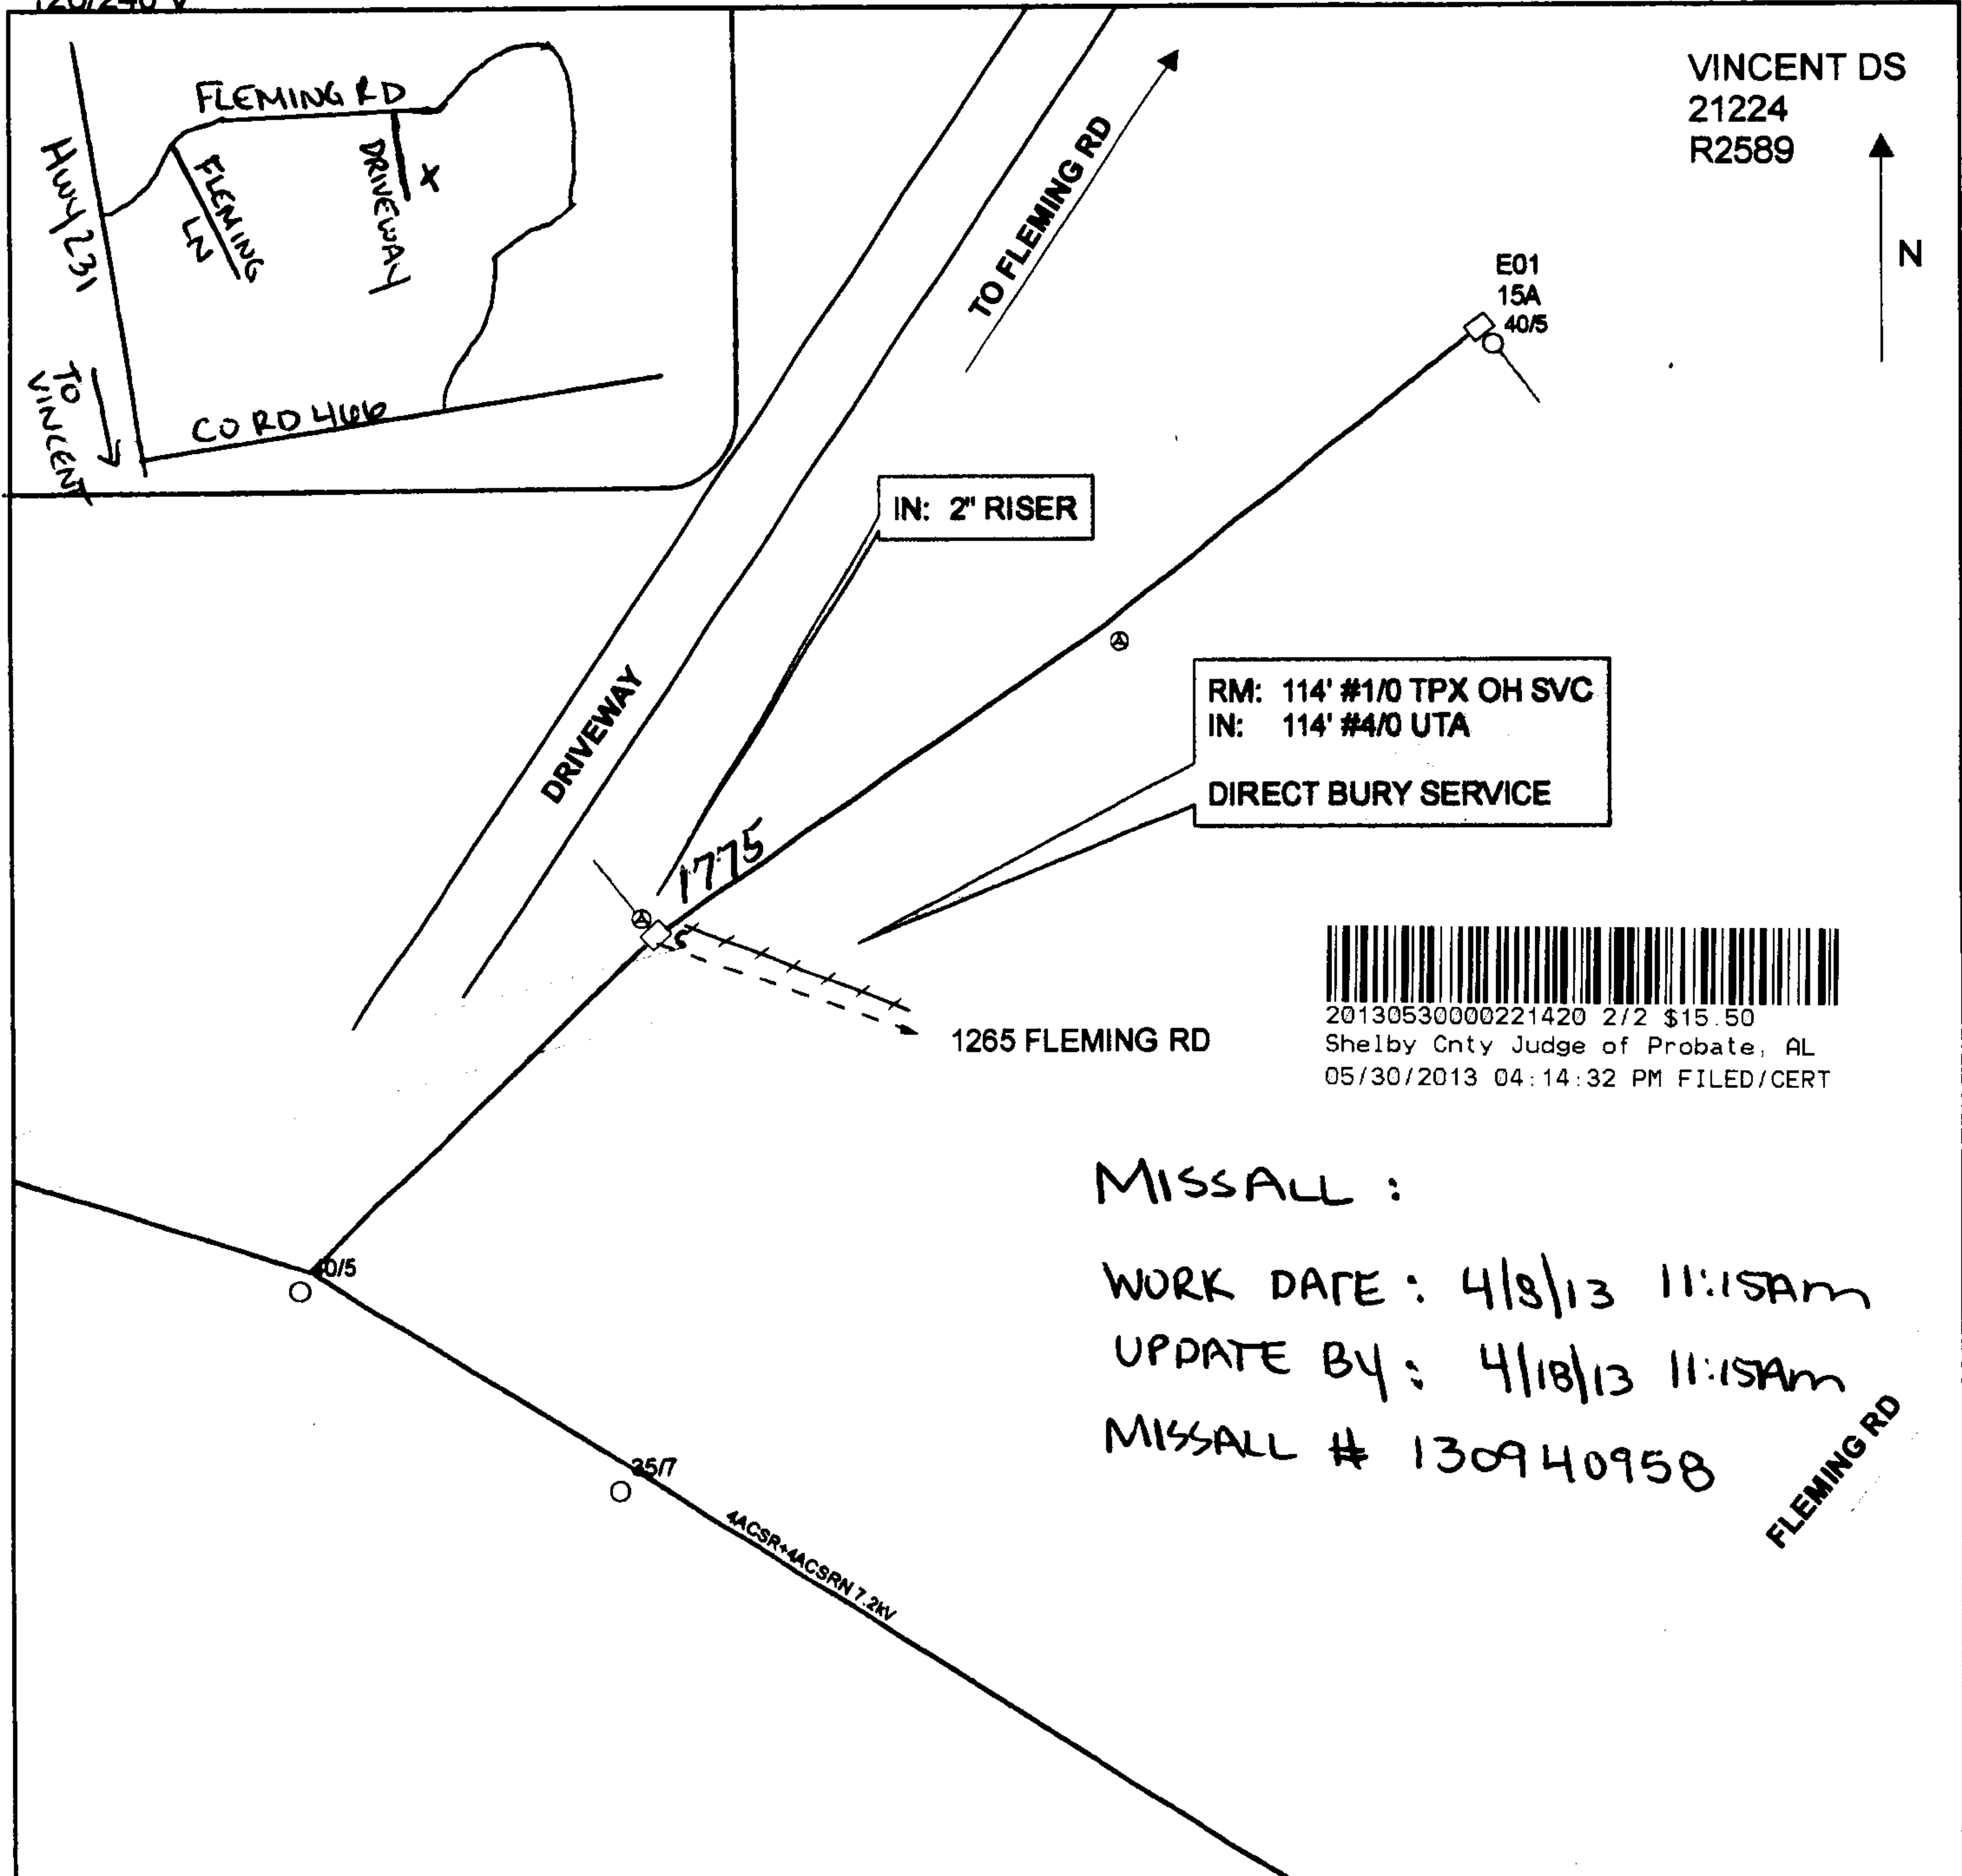 120/240 V
FLEMING RD
HWY 231
FLEMING
LN
DRIVEWAY
X
TO
VINCENT
CO RD 466
TO FLEMING RD
VINCENT DS
21224
R2589
N
E01
15A
40/5
IN: 2" RISER
DRIVEWAY
RM: 114' #1/0 TPX OH SVC
IN: 114' #4/0 UTA
DIRECT BURY SERVICE
1775
1265 FLEMING RD
20130530000221420 2/2 $15.50
Shelby Cnty Judge of Probate, AL
05/30/2013 04:14:32 PM FILED/CERT
MISSALL :
WORK DATE : 4/8/13 11:15Am
UPDATE BY : 4/18/13 11:15Am
MISSALL # 130940958
FLEMING RD
40/5
35/7
4ACSR+4ACSRN 7.2kV